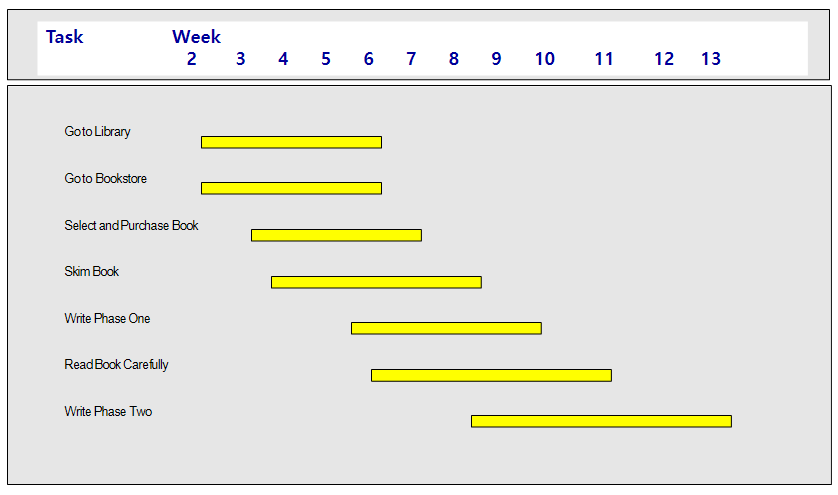 Task Week
2 3 4 5 6 7 8 9 10 11 12 13
Go to Library
Go to Bookstore
Select and Purchase Book
Skim Book
Write Phase One
Read Book Carefully
Write Phase Two